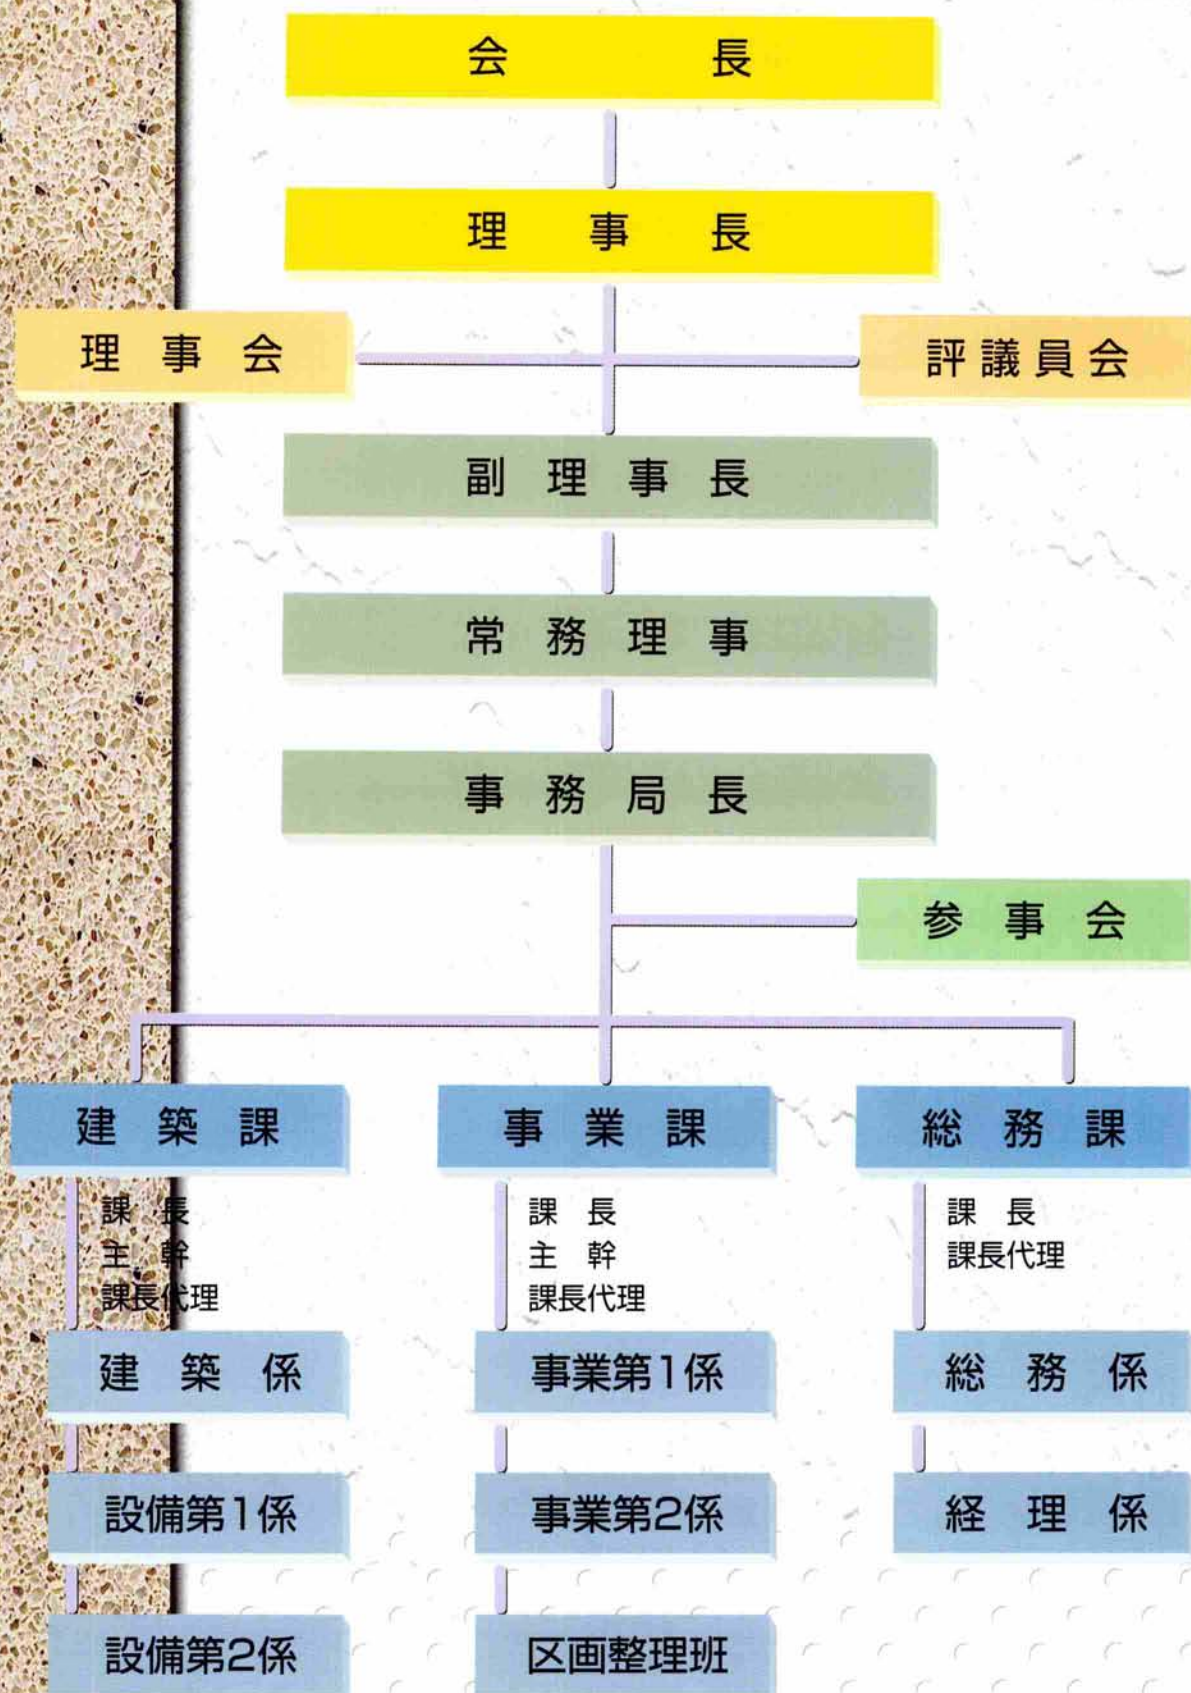 会長
理事長
理事会
評議員会
副理事長
常務理事
事務局長
参事会
建築課
事業課
総務課
課長
主幹
課長代理
課長
主幹
課長代理
課長
課長代理
建築係
事業第1係
総務係
設備第1係
事業第2係
経理係
設備第2係
区画整理班